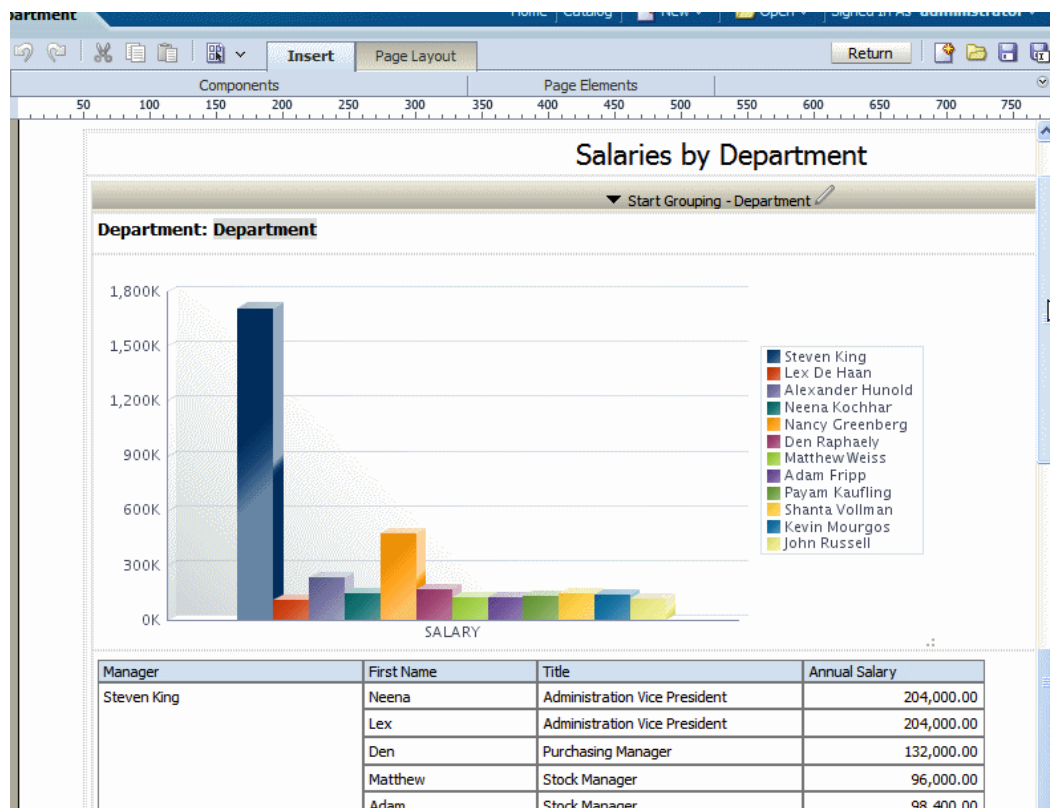 partment
Home Catalog New Open Signed In As administrator
Insert Page Layout Return
Components Page Elements
50 100 150 200 250 300 350 400 450 500 550 600 650 700 750
Salaries by Department
Start Grouping - Department
Department: Department
1,800K
1,500K
1,200K
900K
600K
300K
0K
SALARY
Steven King
Lex De Haan
Alexander Hunold
Neena Kochhar
Nancy Greenberg
Den Raphaely
Matthew Weiss
Adam Fripp
Payam Kaufling
Shanta Vollman
Kevin Mourgos
John Russell
Manager First Name Title Annual Salary
Steven King Neena Administration Vice President 204,000.00
Lex Administration Vice President 204,000.00
Den Purchasing Manager 132,000.00
Matthew Stock Manager 96,000.00
Adam Stock Manager 98,400.00